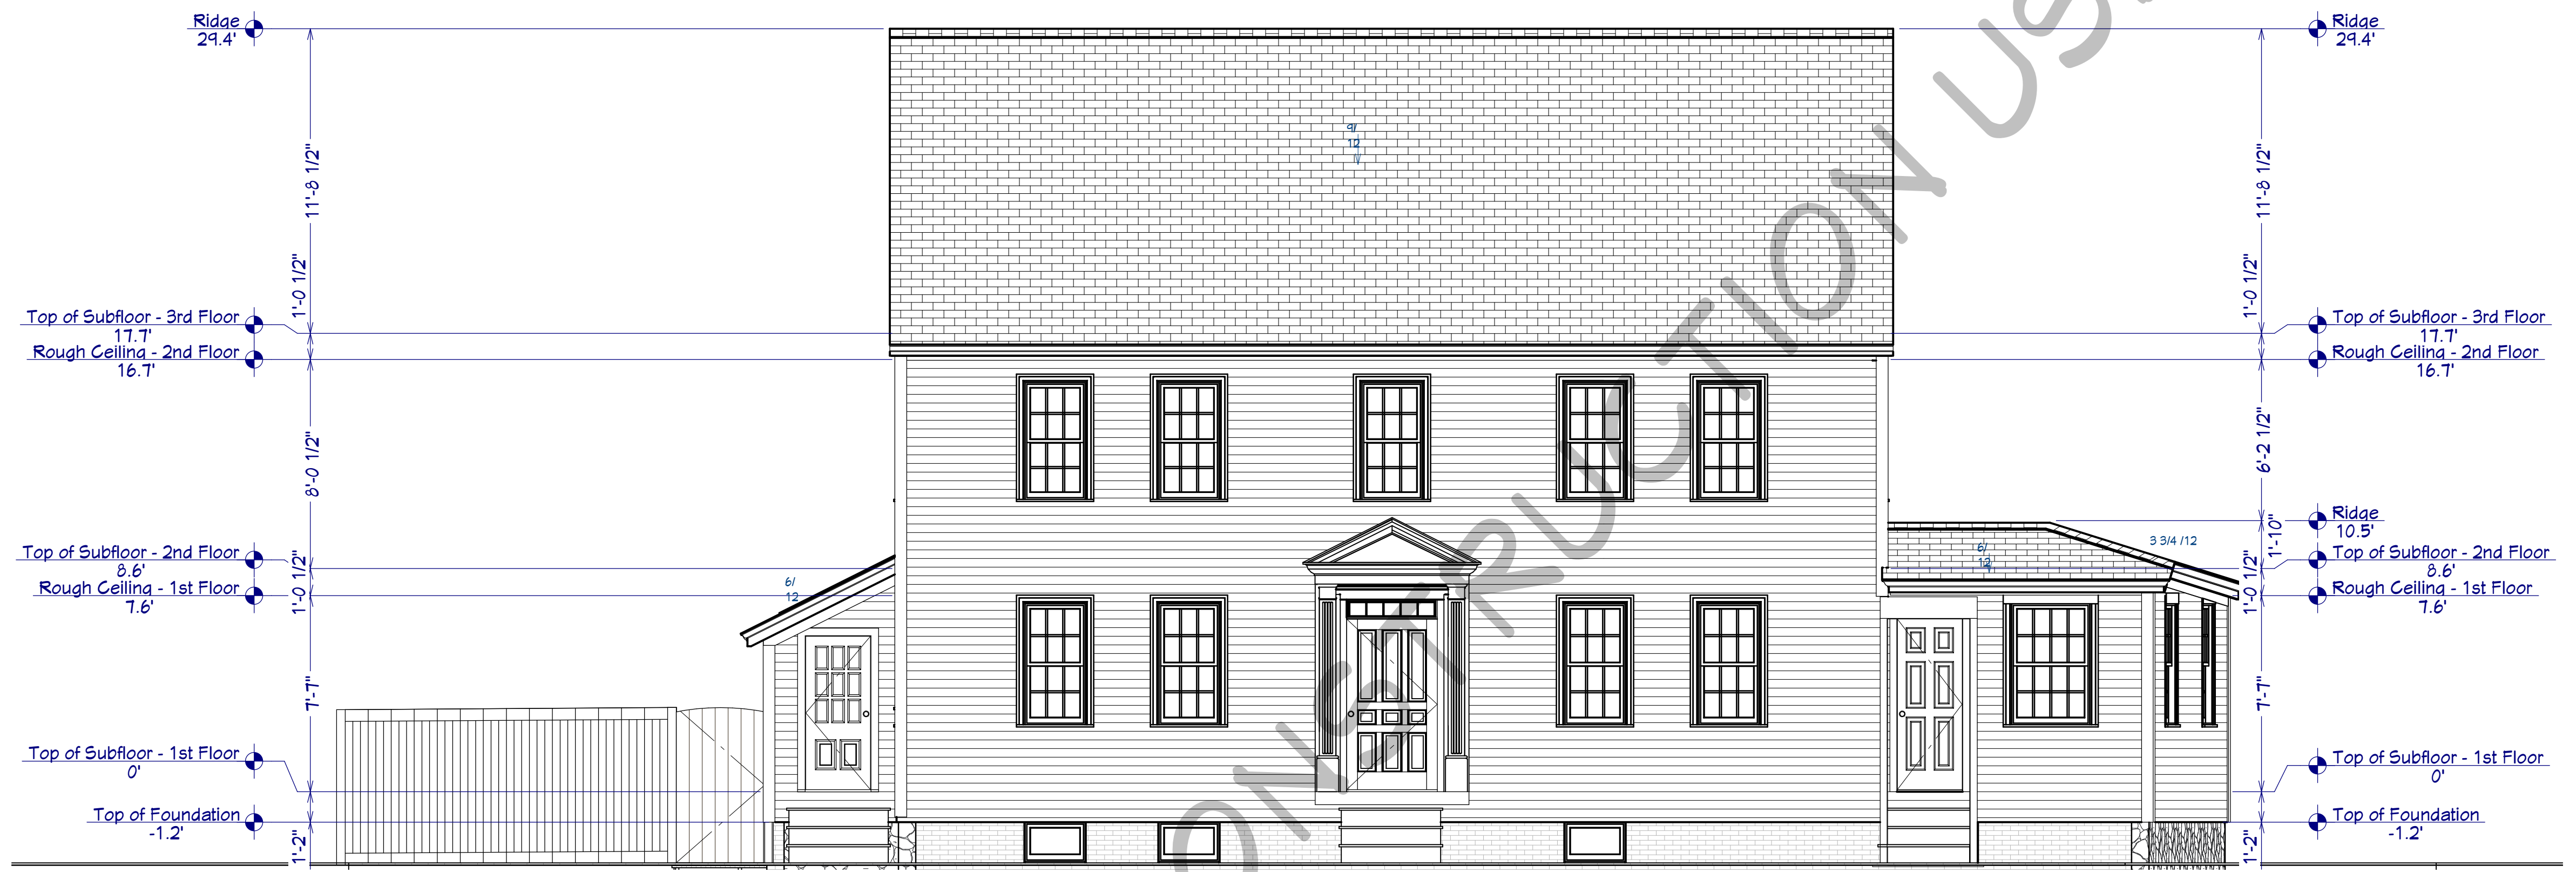 Ridge
29.4'
11'-8 1/2"
1'-0 1/2"
Top of Subfloor - 3rd Floor
17.7'
Rough Ceiling - 2nd Floor
16.7'
8'-0 1/2"
Top of Subfloor - 2nd Floor
8.6'
Rough Ceiling - 1st Floor
7.6'
1'-0 1/2"
7'-7"
Top of Subfloor - 1st Floor
0'
Top of Foundation
-1.2'
1'-2"
9/
12
6/
12
6/
12
3 3/4 /12
ONSTRUCTION US
Ridge
29.4'
11'-8 1/2"
1'-0 1/2"
Top of Subfloor - 3rd Floor
17.7'
Rough Ceiling - 2nd Floor
16.7'
6'-2 1/2"
Ridge
10.5'
1'-10"
Top of Subfloor - 2nd Floor
8.6'
1'-0 1/2"
Rough Ceiling - 1st Floor
7.6'
7'-7"
Top of Subfloor - 1st Floor
0'
Top of Foundation
-1.2'
1'-2"